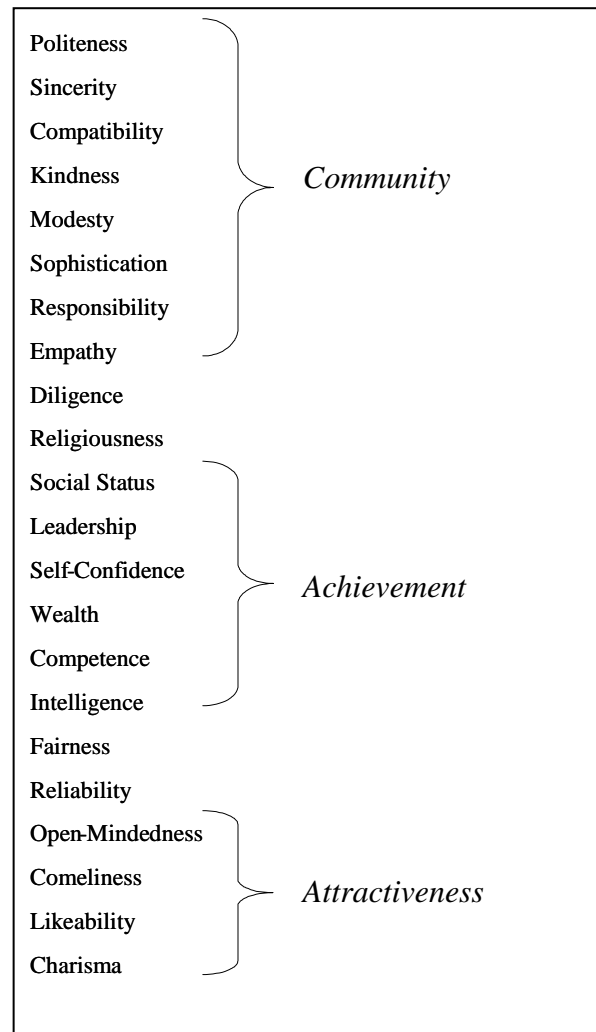 Politeness
Sincerity
Compatibility
Kindness
Community
Modesty
Sophistication
Responsibility
Empathy
Diligence
Religiousness
Social Status
Leadership
Self-Confidence
Achievement
Wealth
Competence
Intelligence
Fairness
Reliability
Open-Mindedness
Comeliness
Attractiveness
Likeability
Charisma